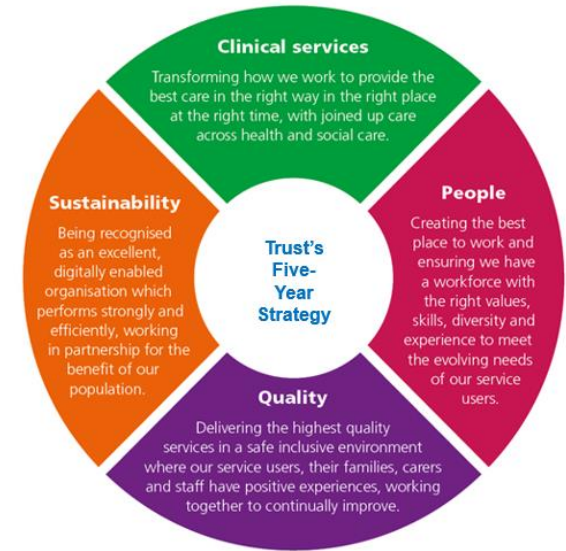 Clinical services
Transforming how we work to provide the
best care in the right way in the right place
at the right time, with joined up care
across health and social care.
People
Creating the best
place to work and
ensuring we have
a workforce with
the right values,
skills, diversity and
experience to meet
the evolving needs
of our service
users.
Quality
Delivering the highest quality
services in a safe inclusive environment
where our service users, their families, carers
and staff have positive experiences, working
together to continually improve.
Sustainability
Being recognised
as an excellent,
digitally enabled
organisation which
performs strongly and
efficiently, working
in partnership for the
benefit of our
population.
Trust's
Five-
Year
Strategy